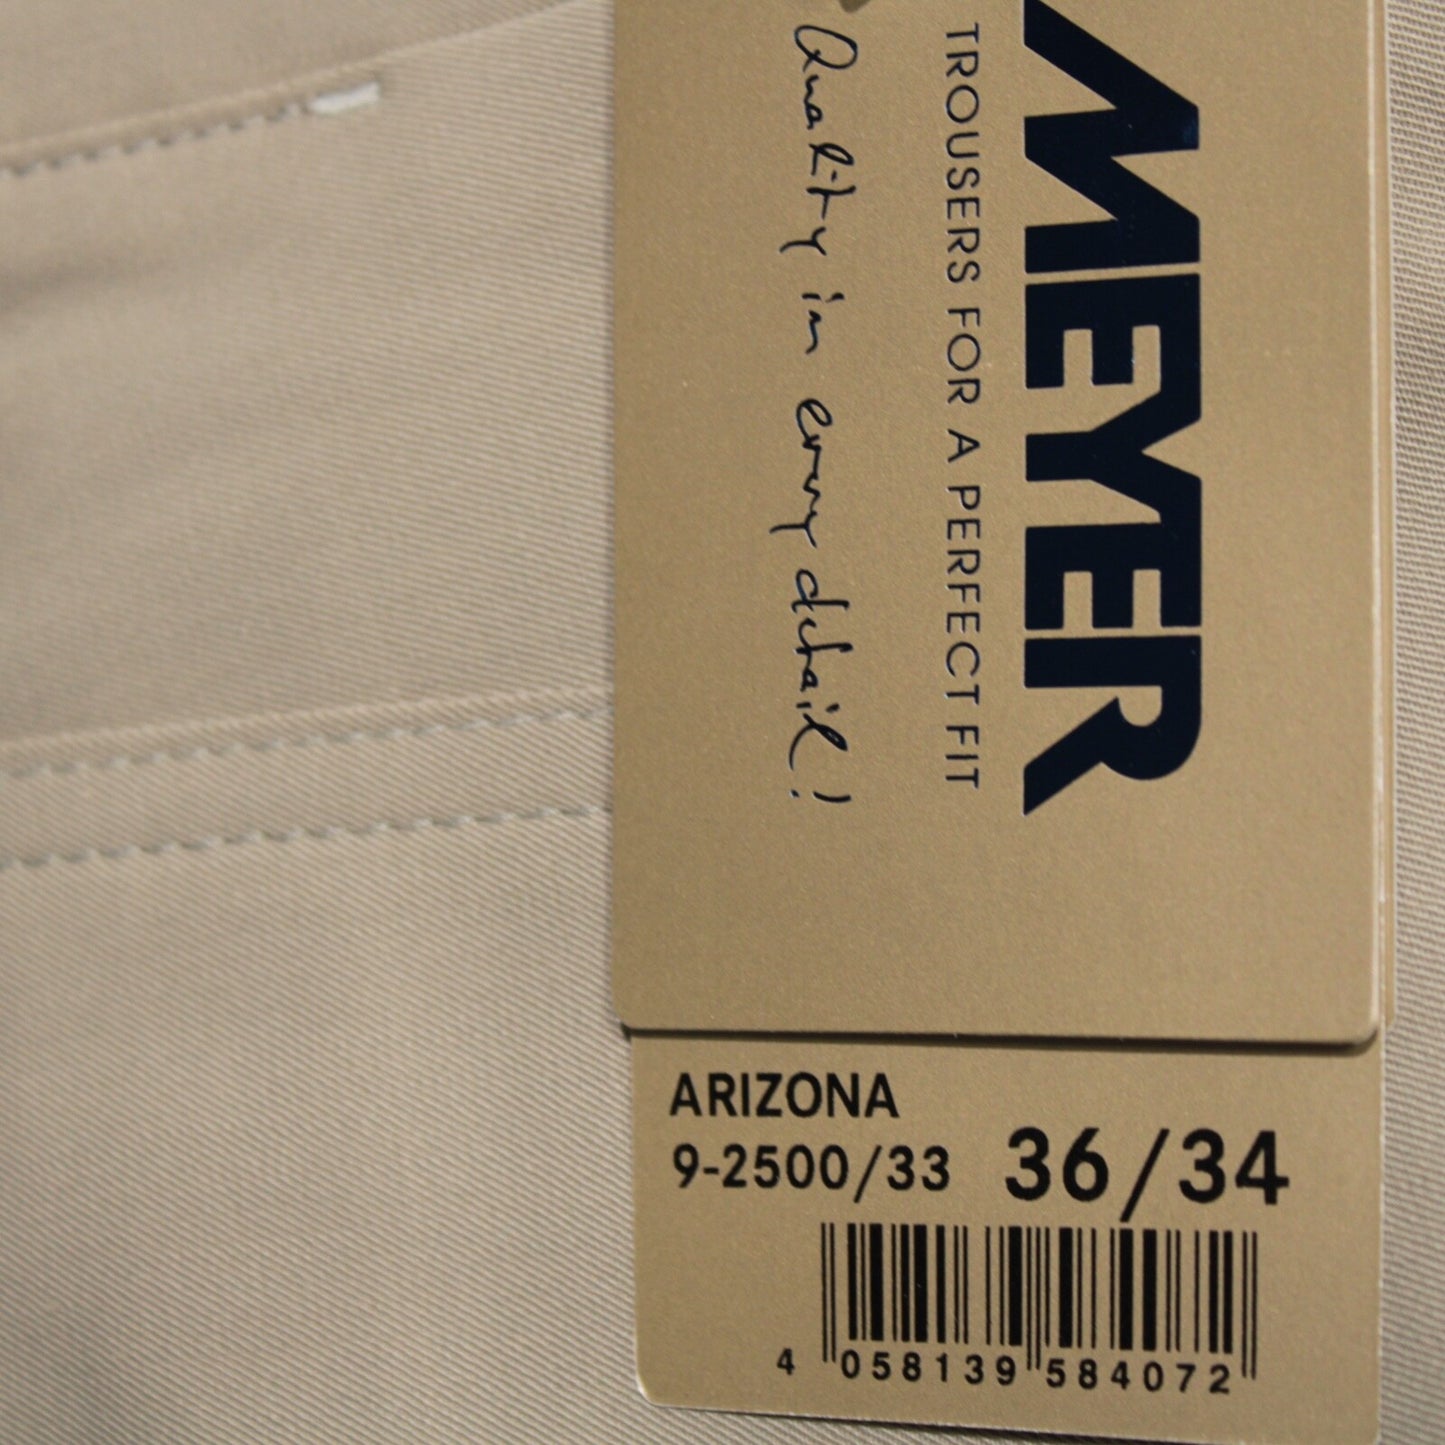 MEYER
TROUSERS FOR A PERFECT FIT
Quality in every detail!
ARIZONA
9-2500/33 36/34
4 058139 584072